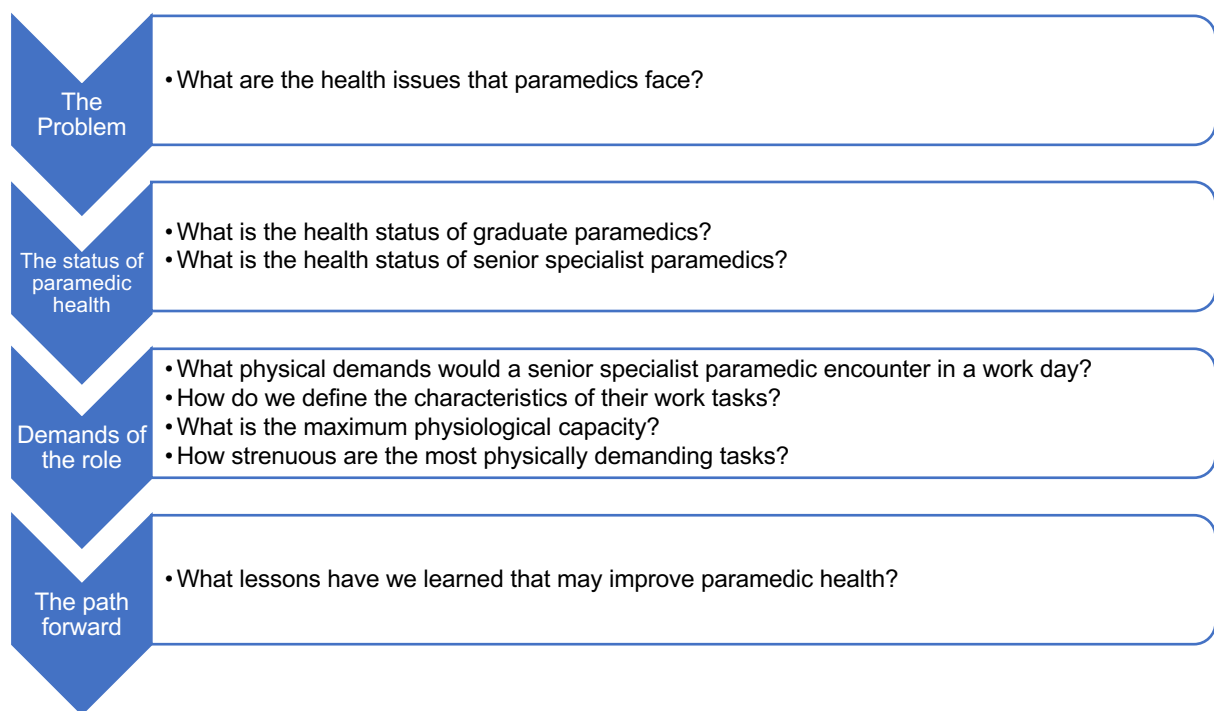 The
Problem
•What are the health issues that paramedics face?
The status of
paramedic
health
•What is the health status of graduate paramedics?
•What is the health status of senior specialist paramedics?
Demands of
the role
•What physical demands would a senior specialist paramedic encounter in a work day?
•How do we define the characteristics of their work tasks?
•What is the maximum physiological capacity?
•How strenuous are the most physically demanding tasks?
The path
forward
•What lessons have we learned that may improve paramedic health?